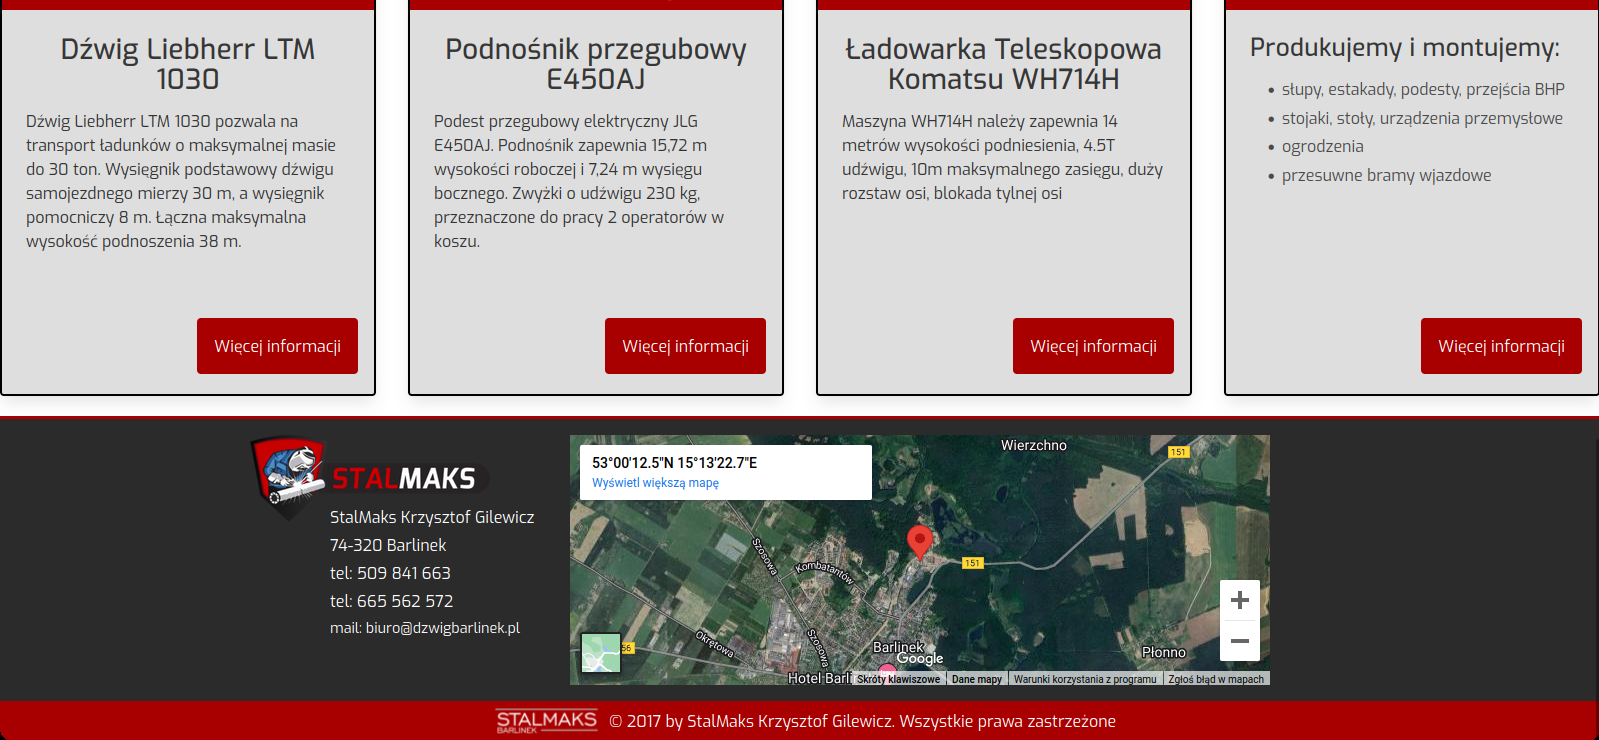 Dźwig Liebherr LTM
1030
Dźwig Liebherr LTM 1030 pozwala na
transport ładunków o maksymalnej masie
do 30 ton. Wysięgnik podstawowy dźwigu
samojezdnego mierzy 30 m, a wysięgnik
pomocniczy 8 m. Łączna maksymalna
wysokość podnoszenia 38 m.
Więcej informacji
Podnośnik przegubowy
E450AJ
Podest przegubowy elektryczny JLG
E450AJ. Podnośnik zapewnia 15,72 m
wysokości roboczej i 7,24 m wysięgu
bocznego. Zwyżki o udźwigu 230 kg,
przeznaczone do pracy 2 operatorów w
koszu.
Więcej informacji
Ładowarka Teleskopowa
Komatsu WH714H
Maszyna WH714H należy zapewnia 14
metrów wysokości podniesienia, 4.5T
udźwigu, 10m maksymalnego zasięgu, duży
rozstaw osi, blokada tylnej osi
Więcej informacji
Produkujemy i montujemy:
• słupy, estakady, podesty, przejścia BHP
• stojaki, stoły, urządzenia przemysłowe
• ogrodzenia
• przesuwne bramy wjazdowe
Więcej informacji
STALMAKS
StalMaks Krzysztof Gilewicz
74-320 Barlinek
tel: 509 841 663
tel: 665 562 572
mail: biuro@dzwigbarlinek.pl
53°00'12.5"N 15°13'22.7"E
Wyświetl większą mapę
Wierzchno
151
Szosowa
Kombatantów
151
Okrętowa
Szosowa
56
Barlinek
Google
Płonno
Hotel Barli
Skróty klawiszowe
Dane mapy
Warunki korzystania z programu
Zgłoś błąd w mapach
STALMAKS
BARLINEK
© 2017 by StalMaks Krzysztof Gilewicz. Wszystkie prawa zastrzeżone